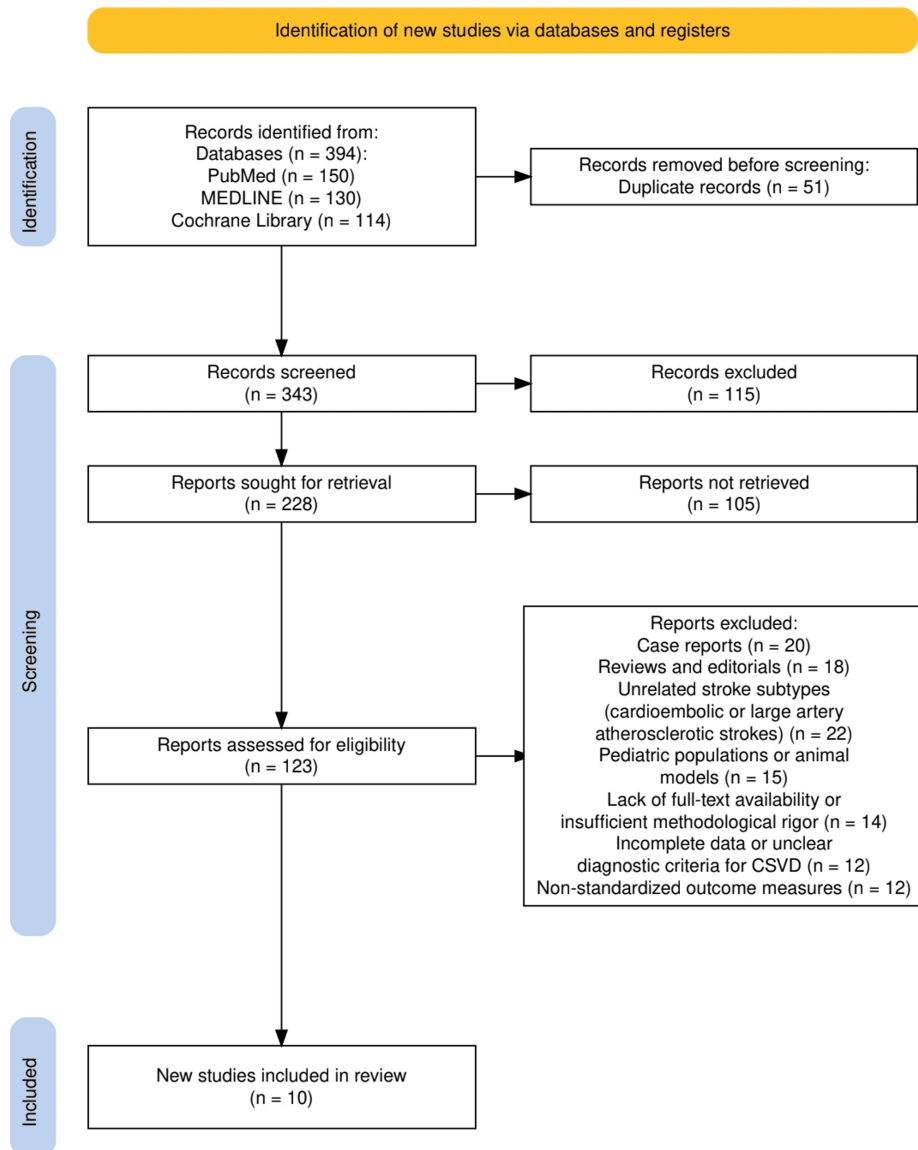 Identification of new studies via databases and registers
Identification
Records identified from:
Databases (n = 394):
PubMed (n = 150)
MEDLINE (n = 130)
Cochrane Library (n = 114)
Records removed before screening:
Duplicate records (n = 51)
Screening
Records screened
(n = 343)
Records excluded
(n = 115)
Reports sought for retrieval
(n = 228)
Reports not retrieved
(n = 105)
Reports assessed for eligibility
(n = 123)
Reports excluded:
Case reports (n = 20)
Reviews and editorials (n = 18)
Unrelated stroke subtypes
(cardioembolic or large artery
atherosclerotic strokes) (n = 22)
Pediatric populations or animal
models (n = 15)
Lack of full-text availability or
insufficient methodological rigor (n = 14)
Incomplete data or unclear
diagnostic criteria for CSVD (n = 12)
Non-standardized outcome measures (n = 12)
Included
New studies included in review
(n = 10)